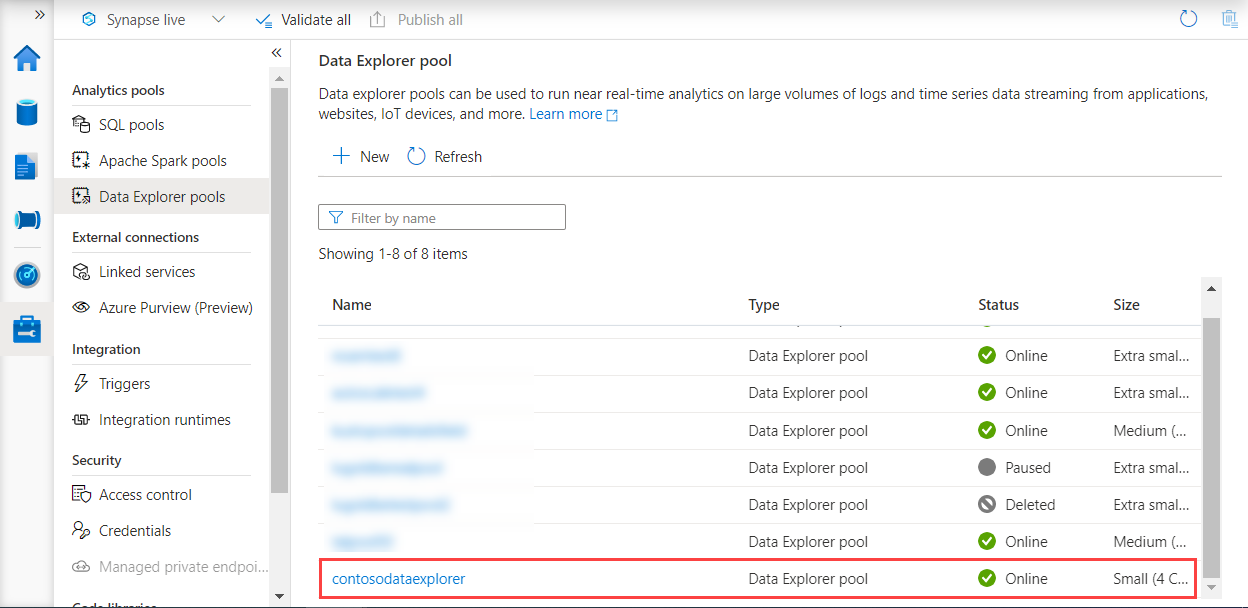 Synapse live
Validate all
Publish all
Analytics pools
SQL pools
Apache Spark pools
Data Explorer pools
External connections
Linked services
Azure Purview (Preview)
Integration
Triggers
Integration runtimes
Security
Access control
Credentials
Managed private endpoi...
Code libraries
Data Explorer pool
Data explorer pools can be used to run near real-time analytics on large volumes of logs and time series data streaming from applications,
websites, IoT devices, and more. Learn more
New
Refresh
Filter by name
Showing 1-8 of 8 items
Name Type Status Size
Data Explorer pool Online Extra smal...
Data Explorer pool Online Extra smal...
Data Explorer pool Online Medium (...
Data Explorer pool Paused Extra smal...
Data Explorer pool Deleted Extra smal...
Data Explorer pool Online Medium (...
contosodataexplorer Data Explorer pool Online Small (4 C...